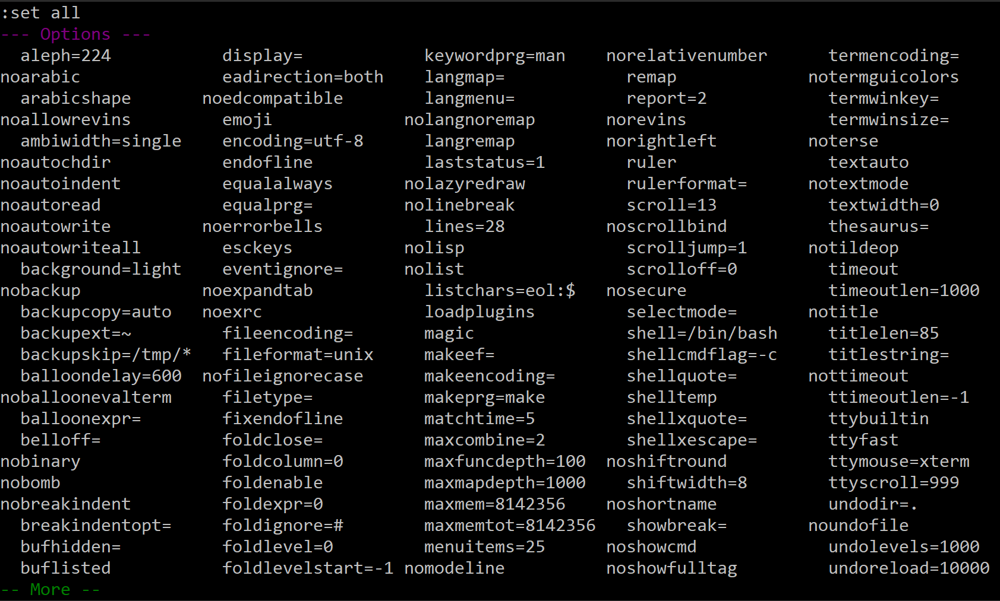 :set all
--- Options ---
  aleph=224           display=            keywordprg=man    norelativenumber      termencoding=
noarabic              eadirection=both    langmap=            remap             notermguicolors
  arabicshape       noedcompatible        langmenu=           report=2            termwinkey=
noallowrevins         emoji             nolangnoremap       norevins              termwinsize=
  ambiwidth=single    encoding=utf-8      langremap         norightleft         noterse
noautochdir           endofline           laststatus=1        ruler               textauto
noautoindent          equalalways       nolazyredraw          rulerformat=      notextmode
noautoread            equalprg=         nolinebreak           scroll=13           textwidth=0
noautowrite         noerrorbells          lines=28          noscrollbind          thesaurus=
noautowriteall        esckeys           nolisp                scrolljump=1      notildeop
  background=light    eventignore=      nolist                scrolloff=0         timeout
nobackup            noexpandtab           listchars=eol:$   nosecure              timeoutlen=1000
  backupcopy=auto   noexrc                loadplugins         selectmode=       notitle
  backupext=~         fileencoding=       magic               shell=/bin/bash     titlelen=85
  backupskip=/tmp/*   fileformat=unix     makeef=             shellcmdflag=-c     titlestring=
  balloondelay=600  nofileignorecase      makeencoding=       shellquote=       nottimeout
noballoonevalterm     filetype=           makeprg=make        shelltemp           ttimeoutlen=-1
  balloonexpr=        fixendofline        matchtime=5         shellxquote=        ttybuiltin
  belloff=            foldclose=          maxcombine=2        shellxescape=       ttyfast
nobinary              foldcolumn=0        maxfuncdepth=100  noshiftround          ttymouse=xterm
nobomb                foldenable          maxmapdepth=1000    shiftwidth=8        ttyscroll=999
nobreakindent         foldexpr=0          maxmem=8142356    noshortname           undodir=.
  breakindentopt=     foldignore=#        maxmemtot=8142356   showbreak=        noundofile
  bufhidden=          foldlevel=0         menuitems=25      noshowcmd             undolevels=1000
  buflisted           foldlevelstart=-1 nomodeline          noshowfulltag         undoreload=10000
-- More --